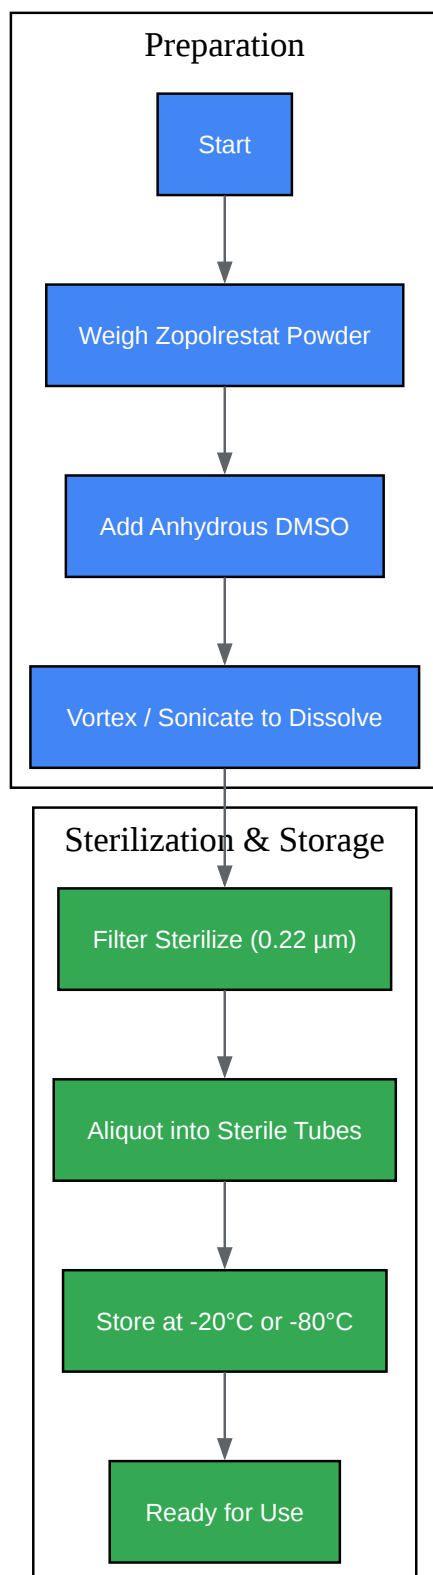 Preparation
Start
Weigh Zopolrestat Powder
Add Anhydrous DMSO
Vortex / Sonicate to Dissolve
Sterilization & Storage
Filter Sterilize (0.22 µm)
Aliquot into Sterile Tubes
Store at -20°C or -80°C
Ready for Use